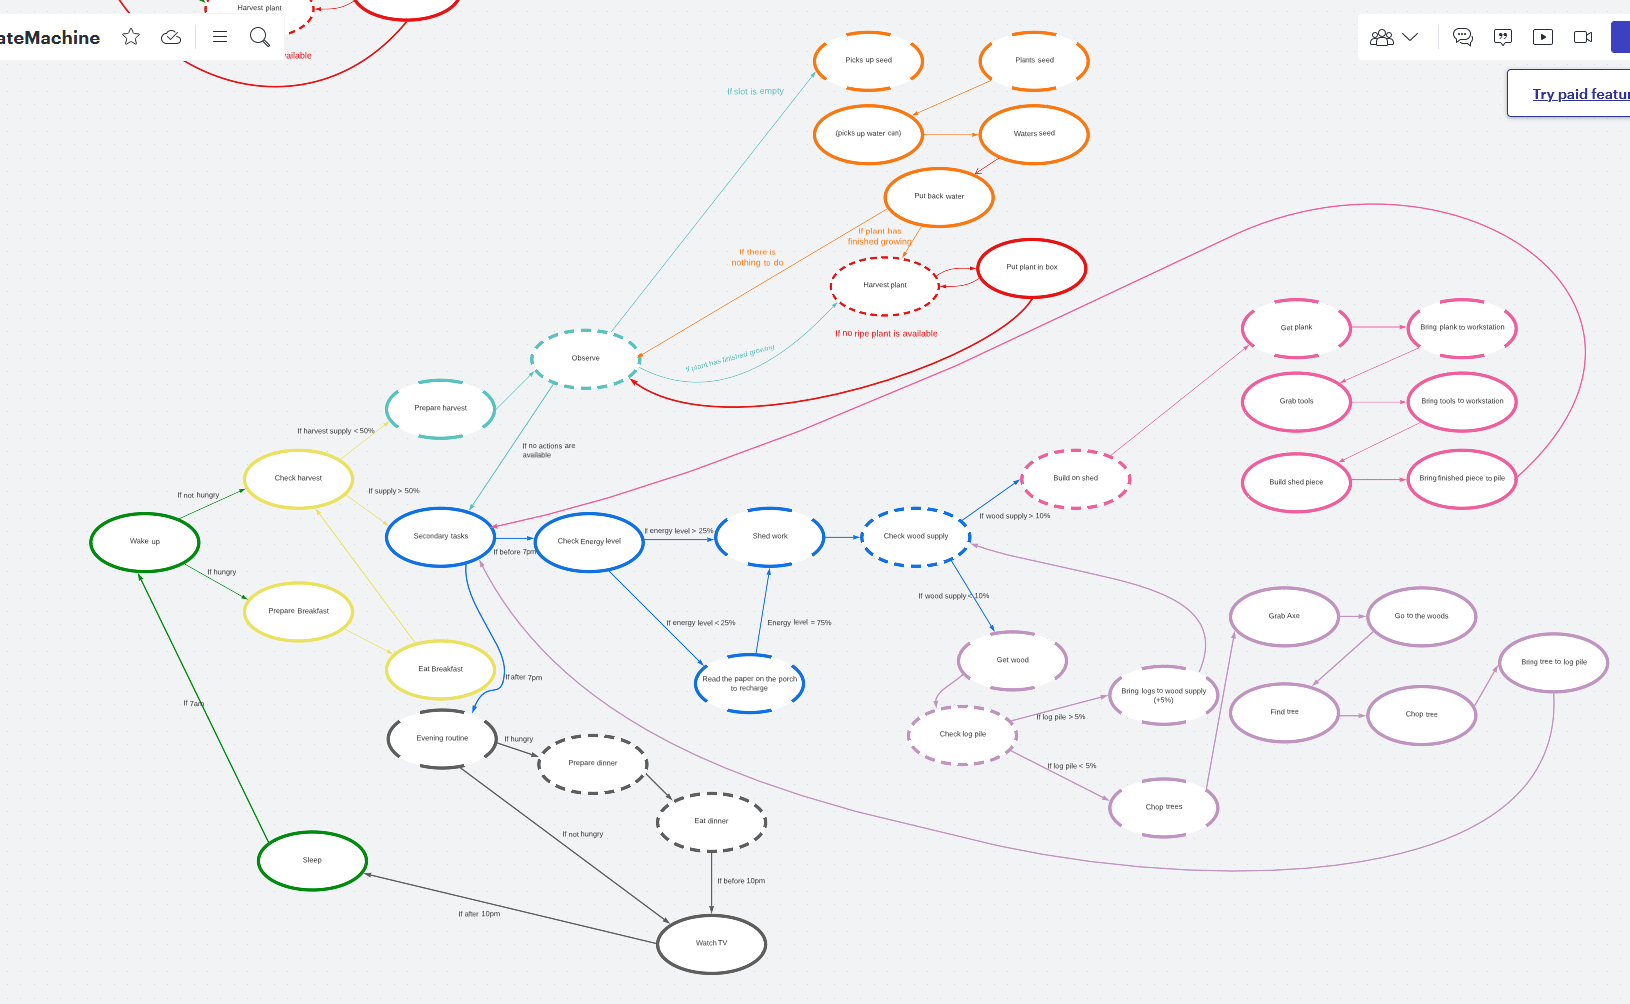 Harvest plant
ateMachine
ailable
Try paid featur
Picks up seed
Plants seed
If slot is empty
(picks up water can)
Waters seed
Put back water
If plant has
finished growing
If there is
nothing to do
Put plant in box
Harvest plant
If no ripe plant is available
Observe
If plant has finished growing
Get plank
Bring plank to workstation
Grab tools
Bring tools to workstation
Build shed piece
Bring finished piece to pile
Prepare harvest
If harvest supply < 50%
If no actions are
available
Check harvest
If supply > 50%
If not hungry
Build on shed
If wood supply > 10%
Wake up
Secondary tasks
If before 7pm
Check Energy level
If energy level > 25%
Shed work
Check wood supply
If hungry
Prepare Breakfast
If energy level < 25%
Energy level = 75%
If wood supply < 10%
Grab Axe
Go to the woods
Eat Breakfast
If after 7pm
Read the paper on the porch
to recharge
Get wood
Bring logs to wood supply
(+5%)
Bring tree to log pile
If 7am
If log pile > 5%
Find tree
Chop tree
Evening routine
If hungry
Check log pile
Prepare dinner
If log pile < 5%
Chop trees
Eat dinner
If not hungry
Sleep
If before 10pm
If after 10pm
Watch TV